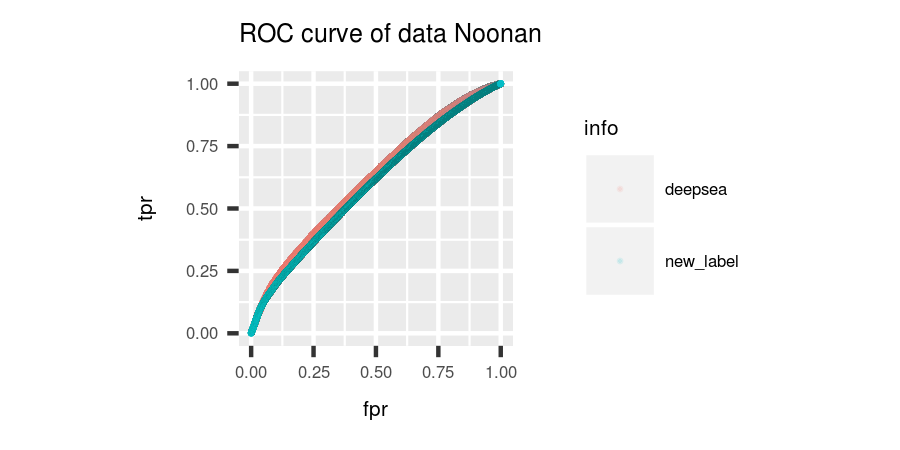 ROC curve of data Noonan
tpr
1.00
0.75
0.50
0.25
0.00
0.00 0.25 0.50 0.75 1.00
fpr
info
deepsea
new_label